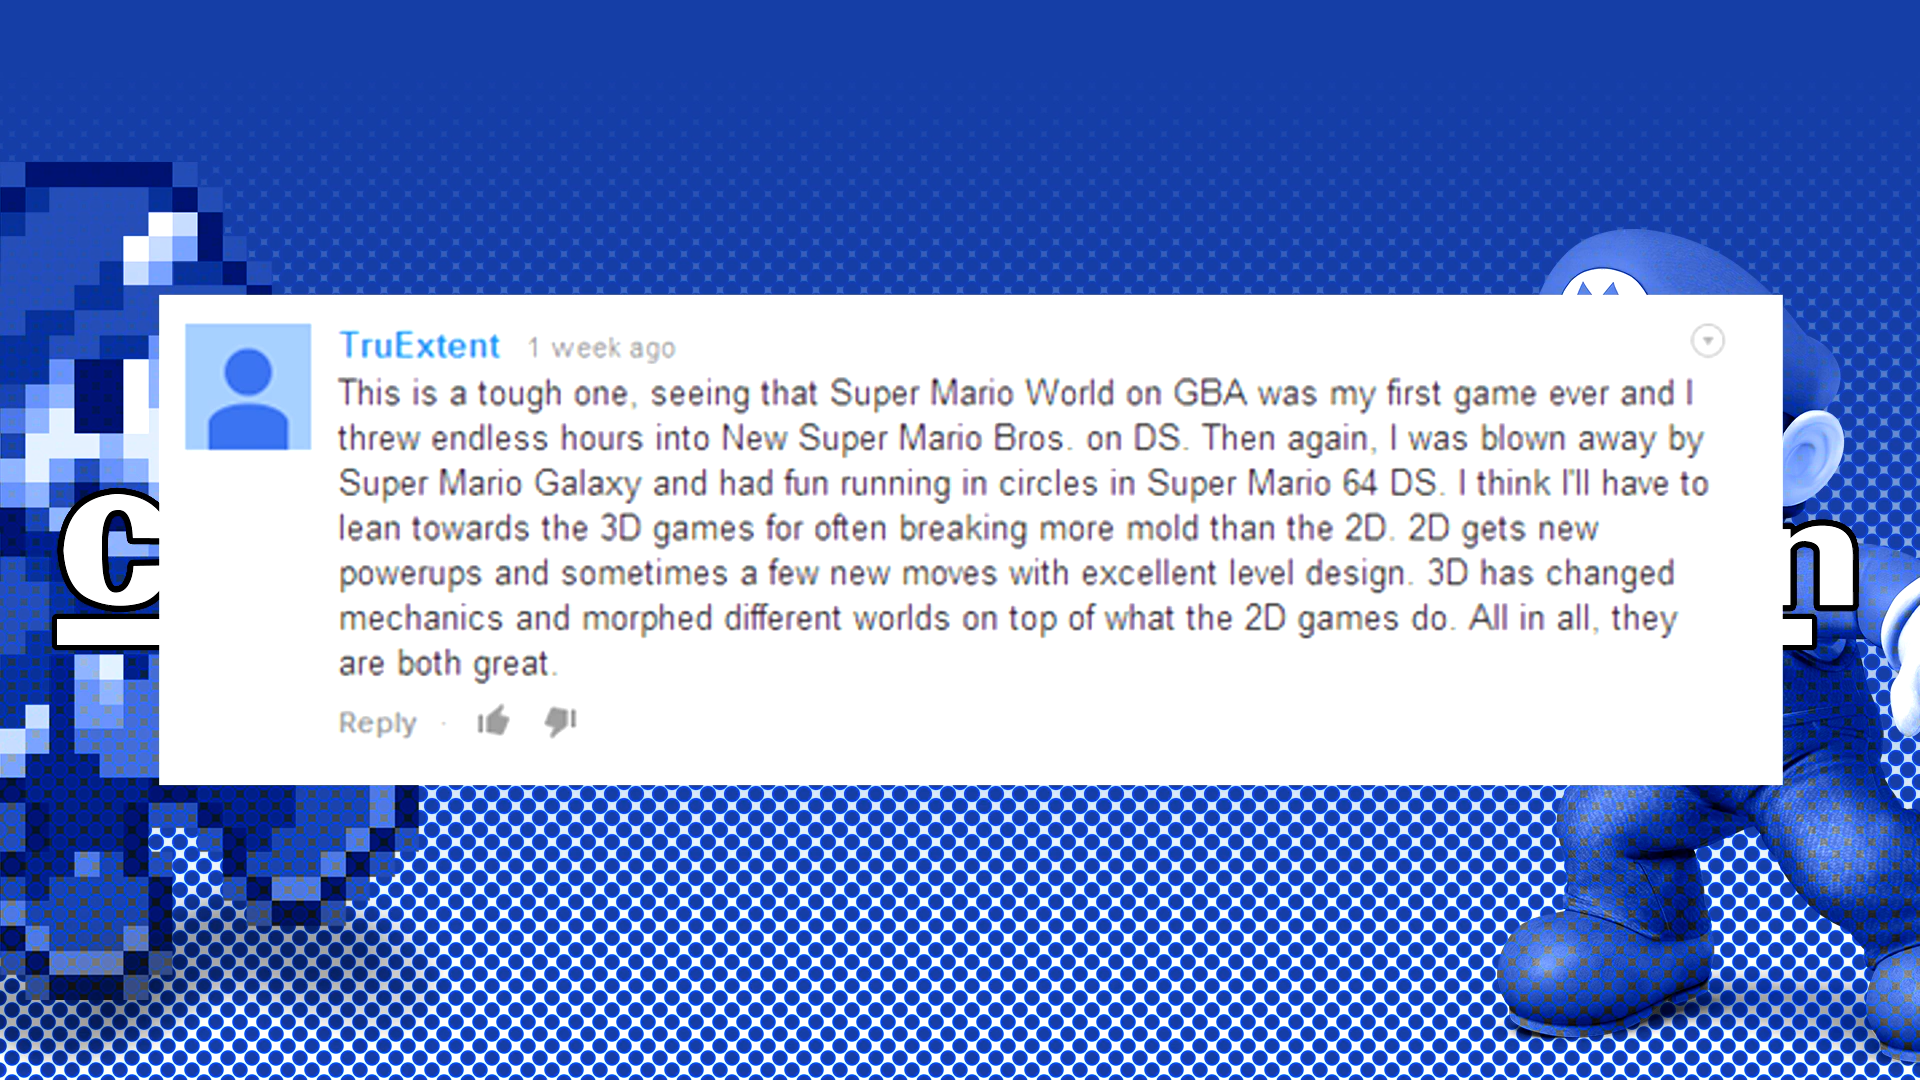 TruExtent 1 week ago
This is a tough one, seeing that Super Mario World on GBA was my first game ever and I
threw endless hours into New Super Mario Bros. on DS. Then again, I was blown away by
Super Mario Galaxy and had fun running in circles in Super Mario 64 DS. I think I'll have to
lean towards the 3D games for often breaking more mold than the 2D. 2D gets new
powerups and sometimes a few new moves with excellent level design. 3D has changed
mechanics and morphed different worlds on top of what the 2D games do. All in all, they
are both great.
Reply ·